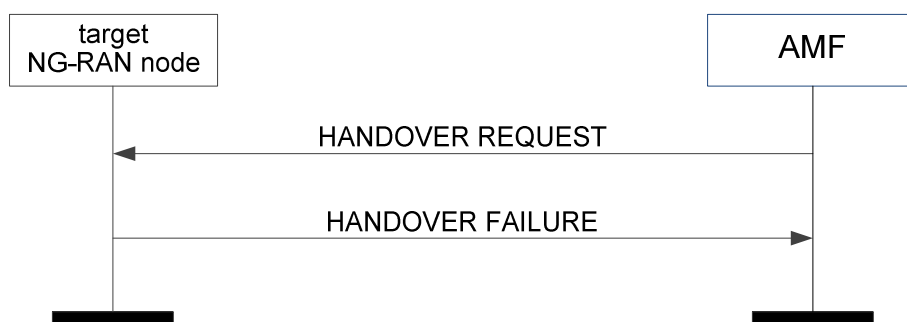 target
NG-RAN node
AMF
HANDOVER REQUEST
HANDOVER FAILURE